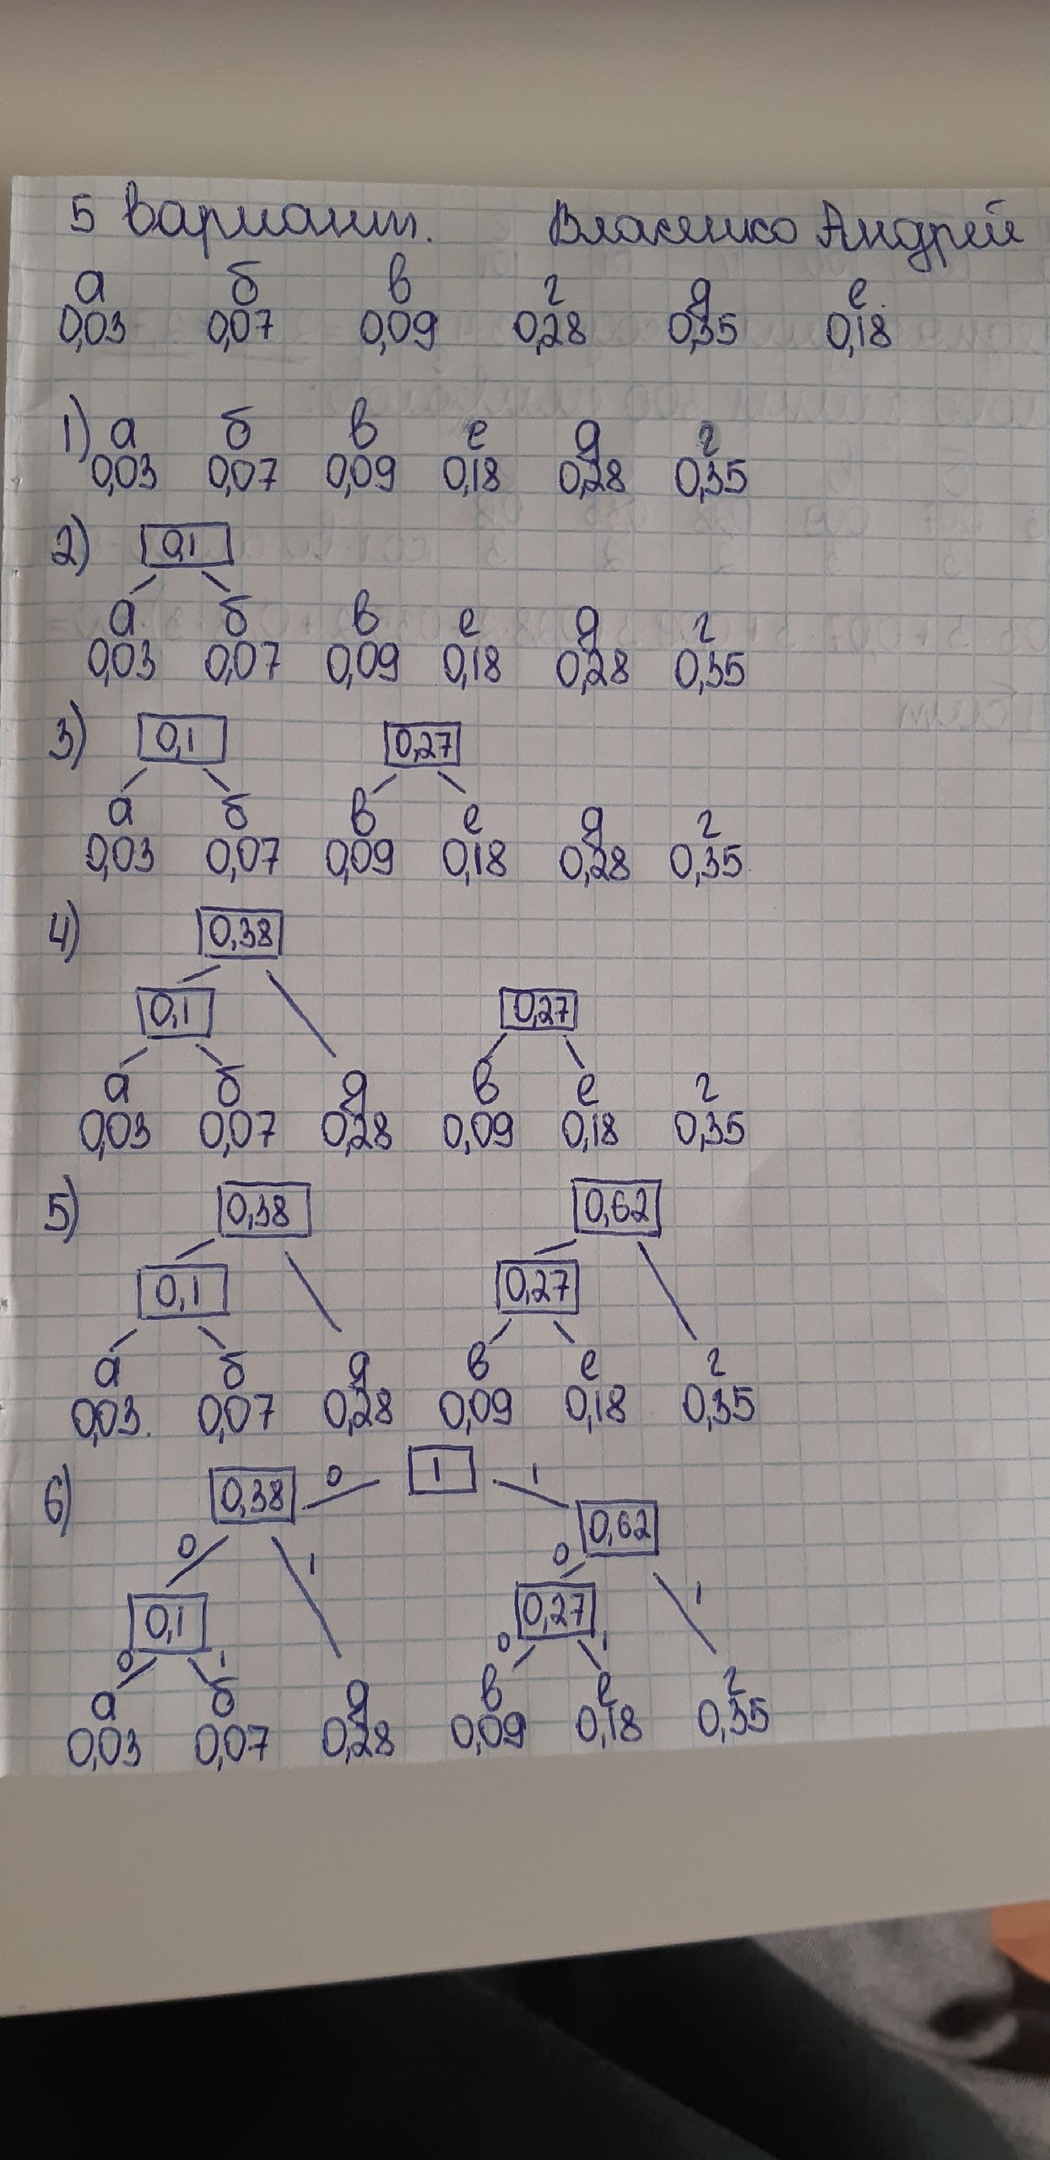 5 вариант. Власенко Андрей
а б в г д е
0,03 0,07 0,09 0,28 0,35 0,18
1) а б в е д г
0,03 0,07 0,09 0,18 0,28 0,35
2) 0,1
а б в е д г
0,03 0,07 0,09 0,18 0,28 0,35
3) 0,1 0,27
а б в е д г
0,03 0,07 0,09 0,18 0,28 0,35
4) 0,38
0,1 0,27
а б д в е г
0,03 0,07 0,28 0,09 0,18 0,35
5) 0,38 0,62
0,1 0,27
а б д в е г
0,03 0,07 0,28 0,09 0,18 0,35
6) 0,38 0 1 1
0,62
0 1 0
0,1 0,27 1
0 1 0 1
а б д в е г
0,03 0,07 0,28 0,09 0,18 0,35